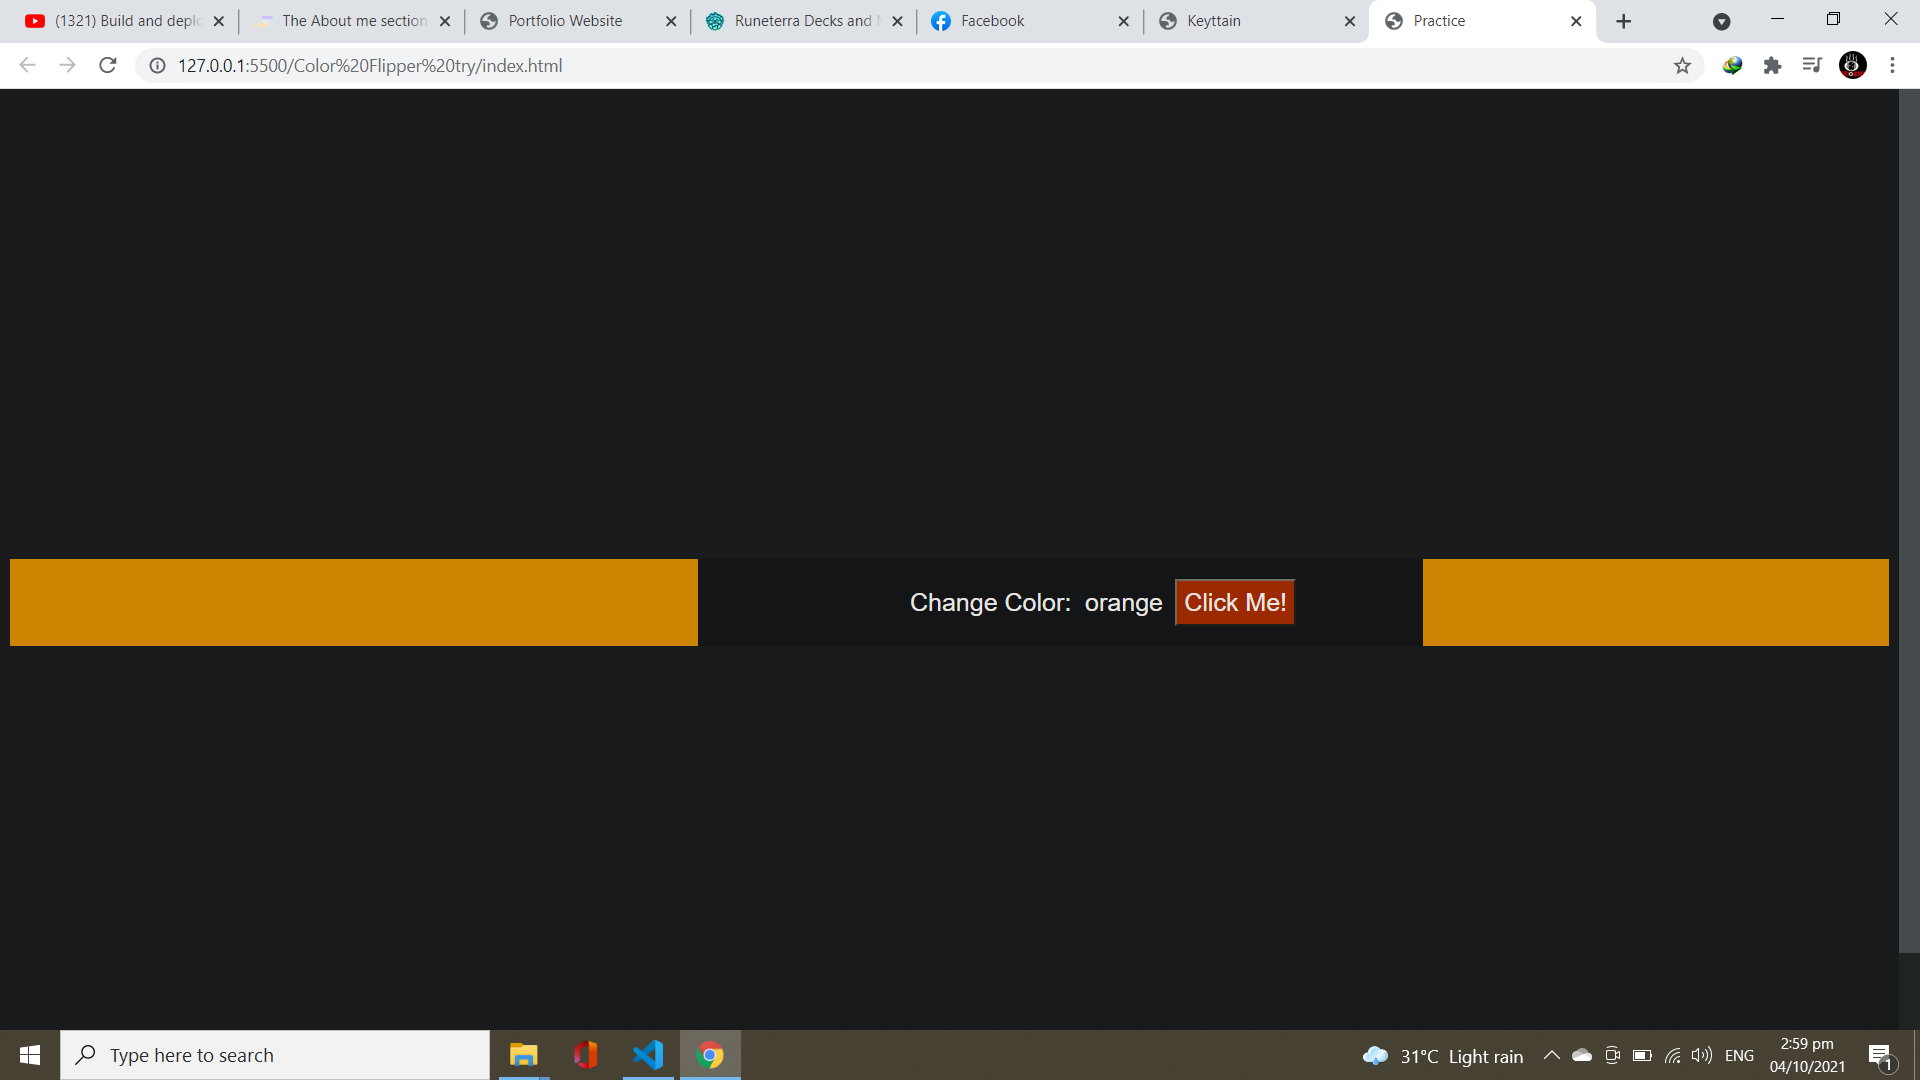 (1321) Build and deplo
The About me section
Portfolio Website
Runeterra Decks and
Facebook
Keyttain
Practice
127.0.0.1:5500/Color%20Flipper%20try/index.html
Change Color: orange Click Me!
Type here to search
31°C Light rain
ENG
2:59 pm
04/10/2021
1